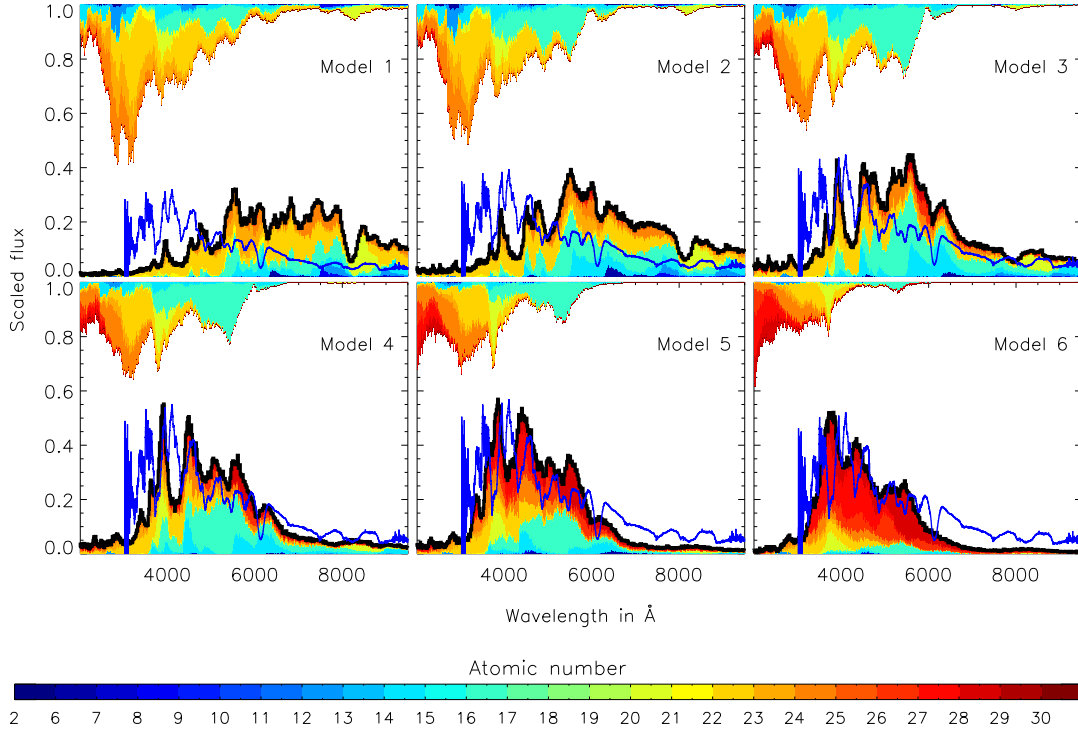 1.0
0.8
0.6
0.4
0.2
0.0
Model 1
Model 2
Model 3
1.0
0.8
0.6
0.4
0.2
0.0
Model 4
Model 5
Model 6
Scaled flux
4000 6000 8000
4000 6000 8000
4000 6000 8000
Wavelength in Å
Atomic number
2 6 7 8 9 10 11 12 13 14 15 16 17 18 19 20 21 22 23 24 25 26 27 28 29 30